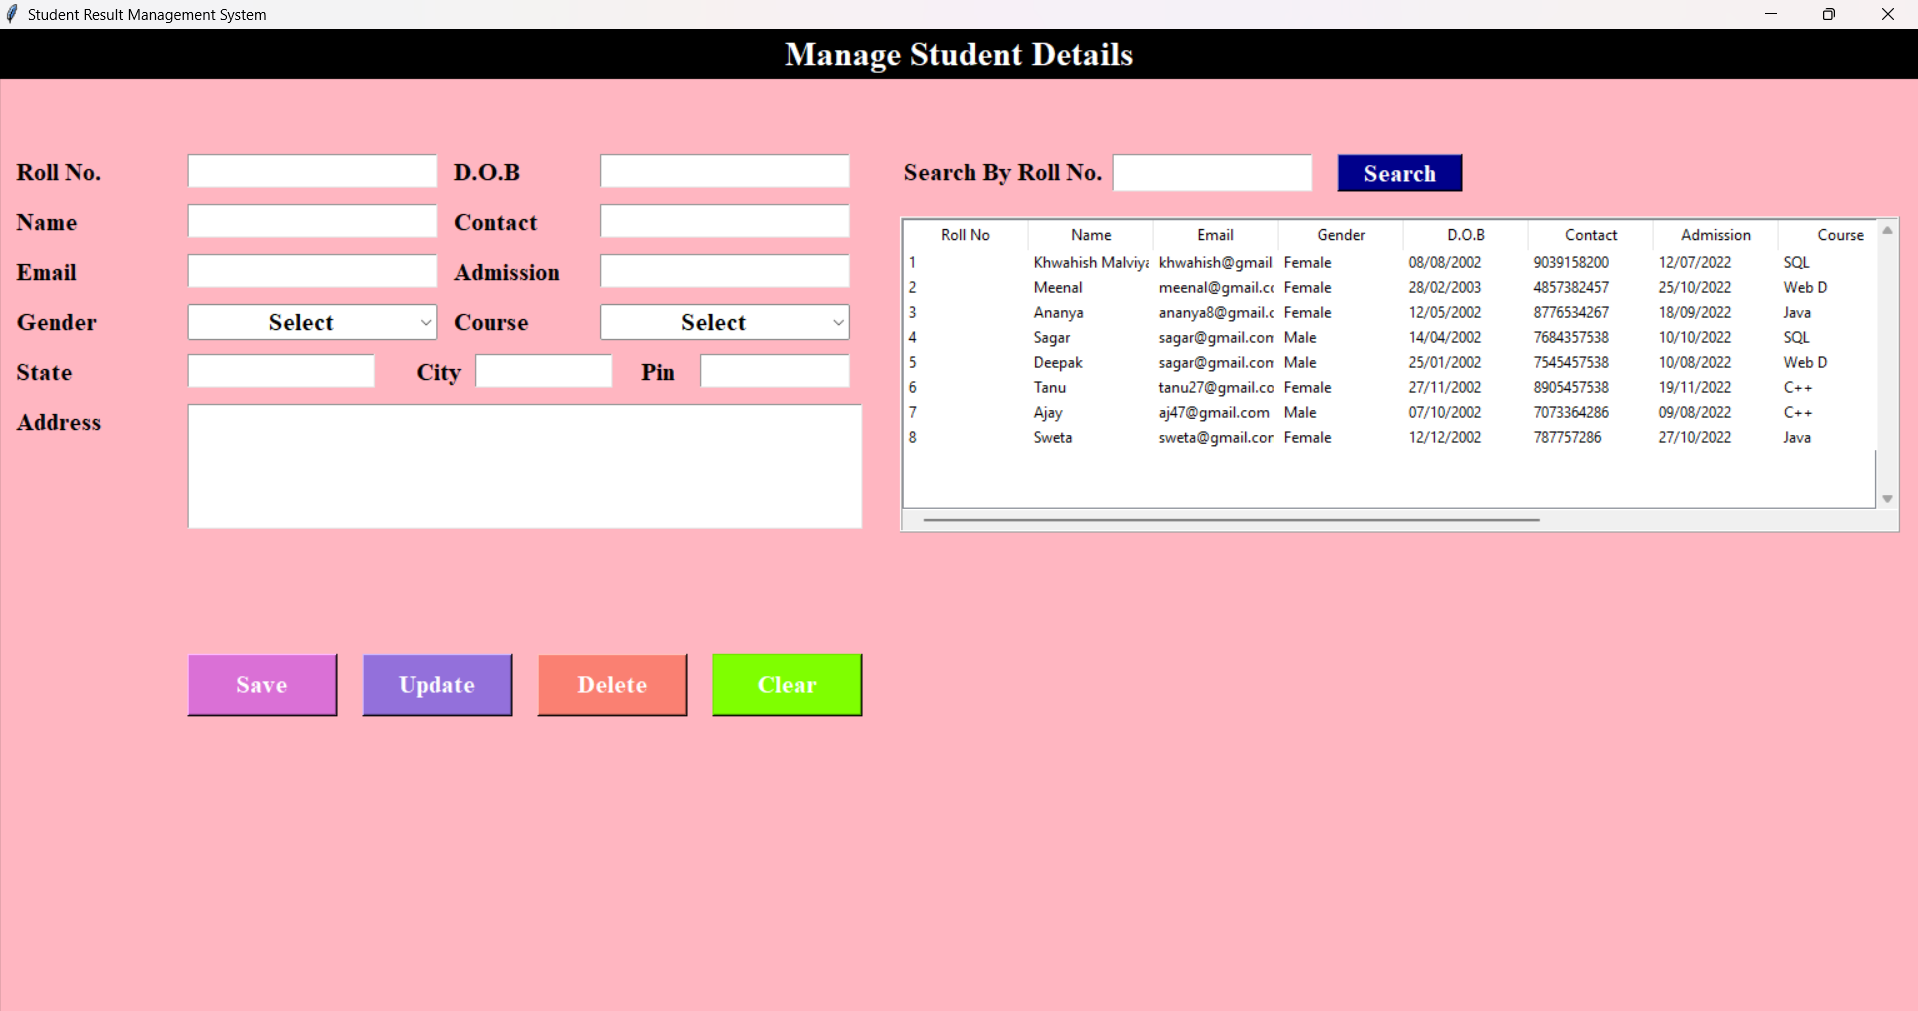 Student Result Management System
Manage Student Details
Roll No. D.O.B
Name Contact
Email Admission
Gender Select Course Select
State City Pin
Address
Save Update Delete Clear
Search By Roll No. Search
Roll No Name Email Gender D.O.B Contact Admission Course
1 Khwahish Malviya khwahish@gmail Female 08/08/2002 9039158200 12/07/2022 SQL
2 Meenal meenal@gmail.cc Female 28/02/2003 4857382457 25/10/2022 Web D
3 Ananya ananya8@gmail.c Female 12/05/2002 8776534267 18/09/2022 Java
4 Sagar sagar@gmail.com Male 14/04/2002 7684357538 10/10/2022 SQL
5 Deepak sagar@gmail.com Male 25/01/2002 7545457538 10/08/2022 Web D
6 Tanu tanu27@gmail.co Female 27/11/2002 8905457538 19/11/2022 C++
7 Ajay aj47@gmail.com Male 07/10/2002 7073364286 09/08/2022 C++
8 Sweta sweta@gmail.cor Female 12/12/2002 787757286 27/10/2022 Java